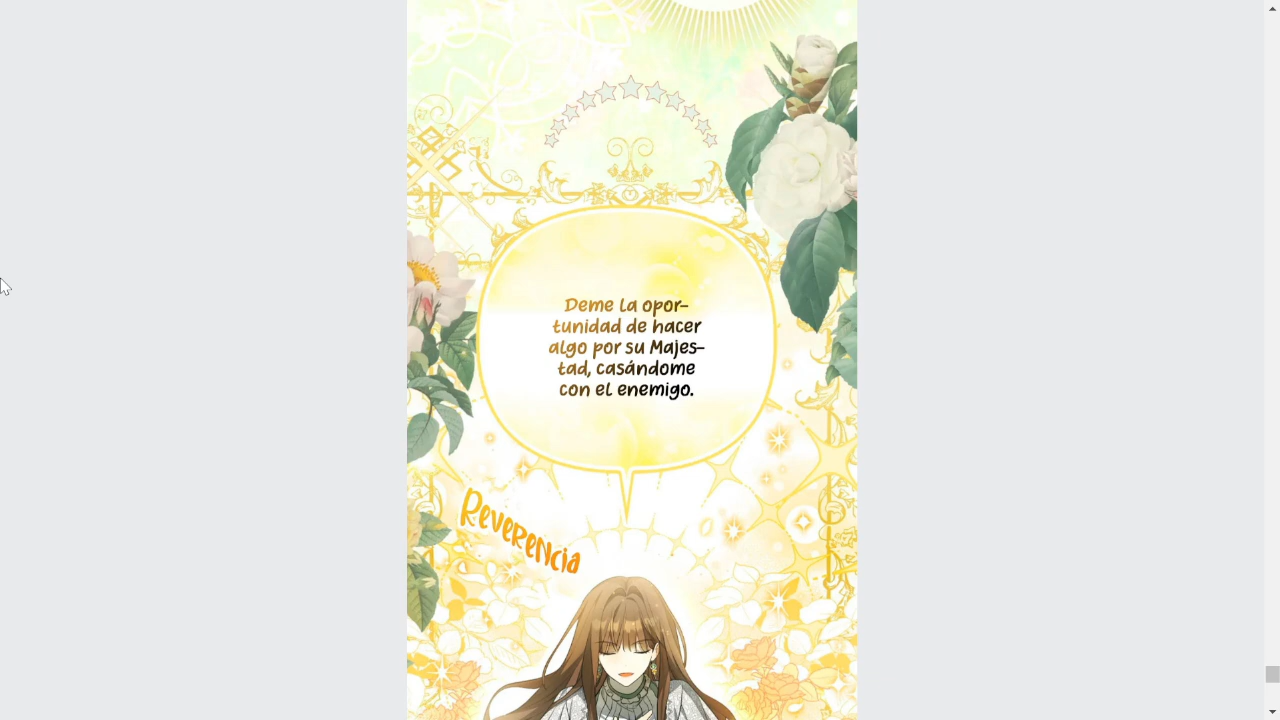 Deme la opor-
tunidad de hacer
algo por su Majes-
tad, casándome
con el enemigo.
Reverencia